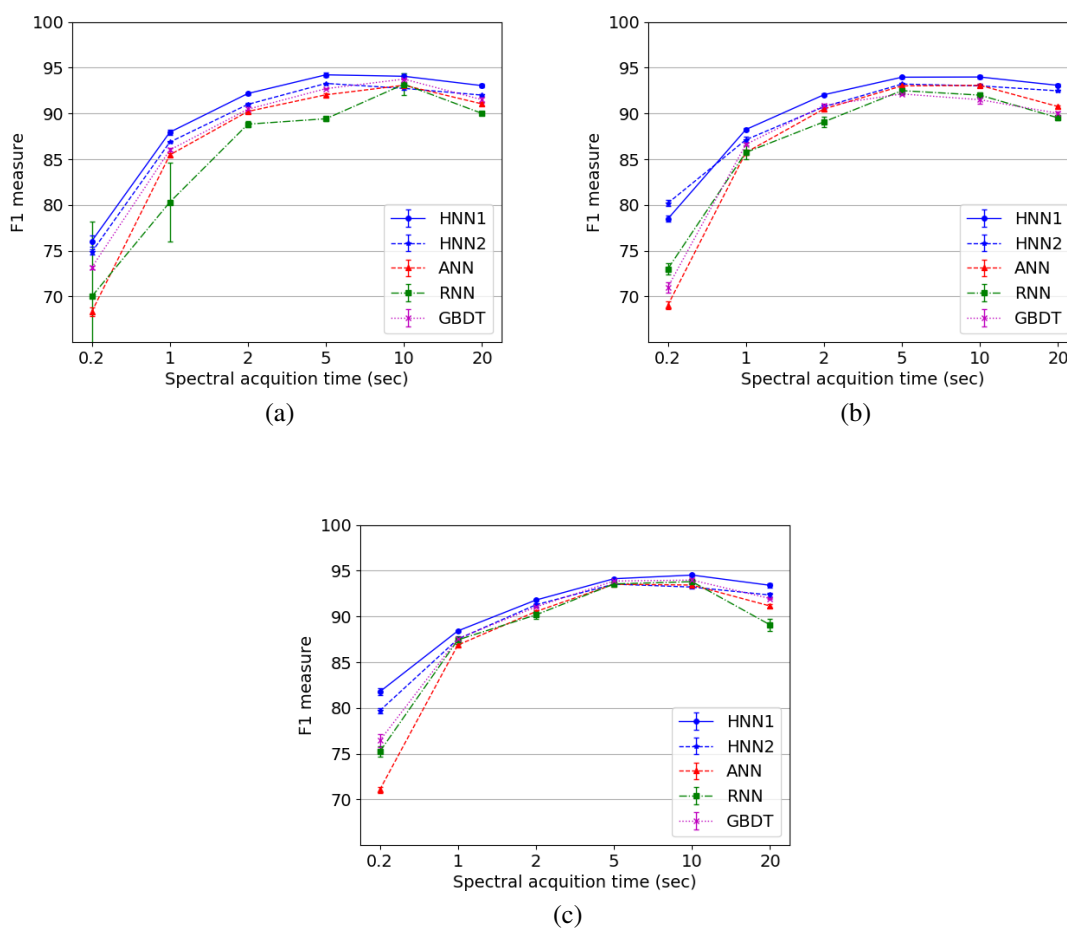 100
95
90
85
80
75
70
F1 measure
HNN1
HNN2
ANN
RNN
GBDT
0.2 1 2 5 10 20
Spectral acquition time (sec)
(a)
100
95
90
85
80
75
70
F1 measure
HNN1
HNN2
ANN
RNN
GBDT
0.2 1 2 5 10 20
Spectral acquition time (sec)
(b)
100
95
90
85
80
75
70
F1 measure
HNN1
HNN2
ANN
RNN
GBDT
0.2 1 2 5 10 20
Spectral acquition time (sec)
(c)